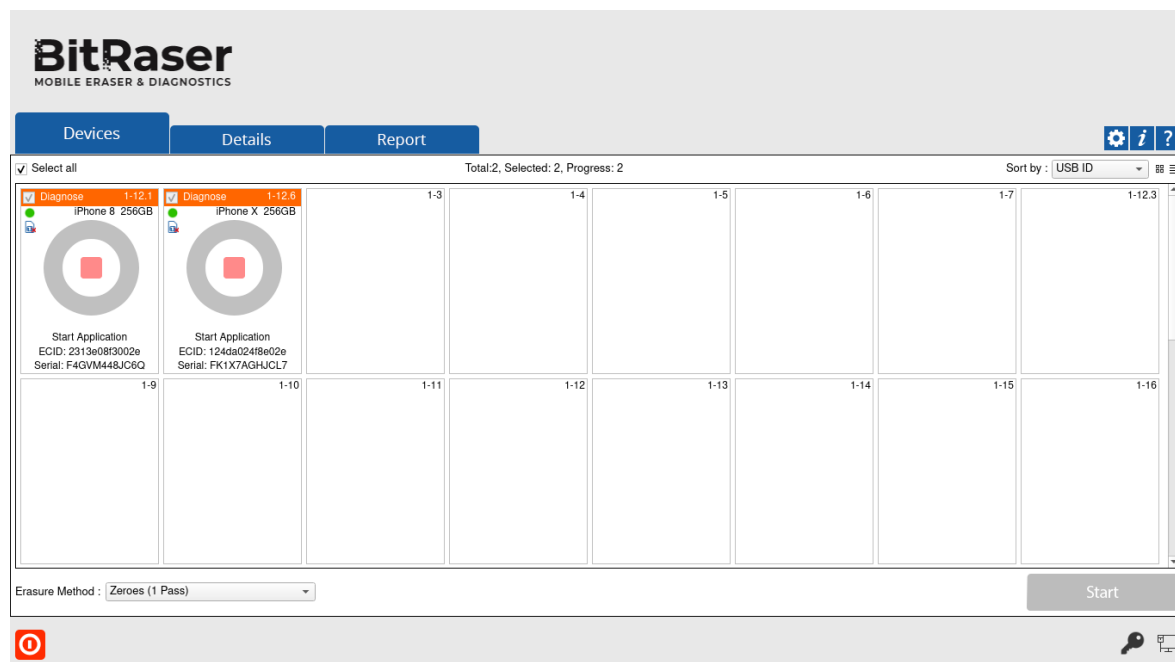 BitRaser
MOBILE ERASER & DIAGNOSTICS
Devices
Details
Report
i
?
Select all
Total:2, Selected: 2, Progress: 2
Sort by : USB ID
Diagnose 1-12.1
iPhone 8 256GB
Start Application
ECID: 2313e08f3002e
Serial: F4GVM448JC6Q
Diagnose 1-12.6
iPhone X 256GB
Start Application
ECID: 124da024f8e02e
Serial: FK1X7AGHJCL7
1-3
1-4
1-5
1-6
1-7
1-12.3
1-9
1-10
1-11
1-12
1-13
1-14
1-15
1-16
Erasure Method : Zeroes (1 Pass)
Start